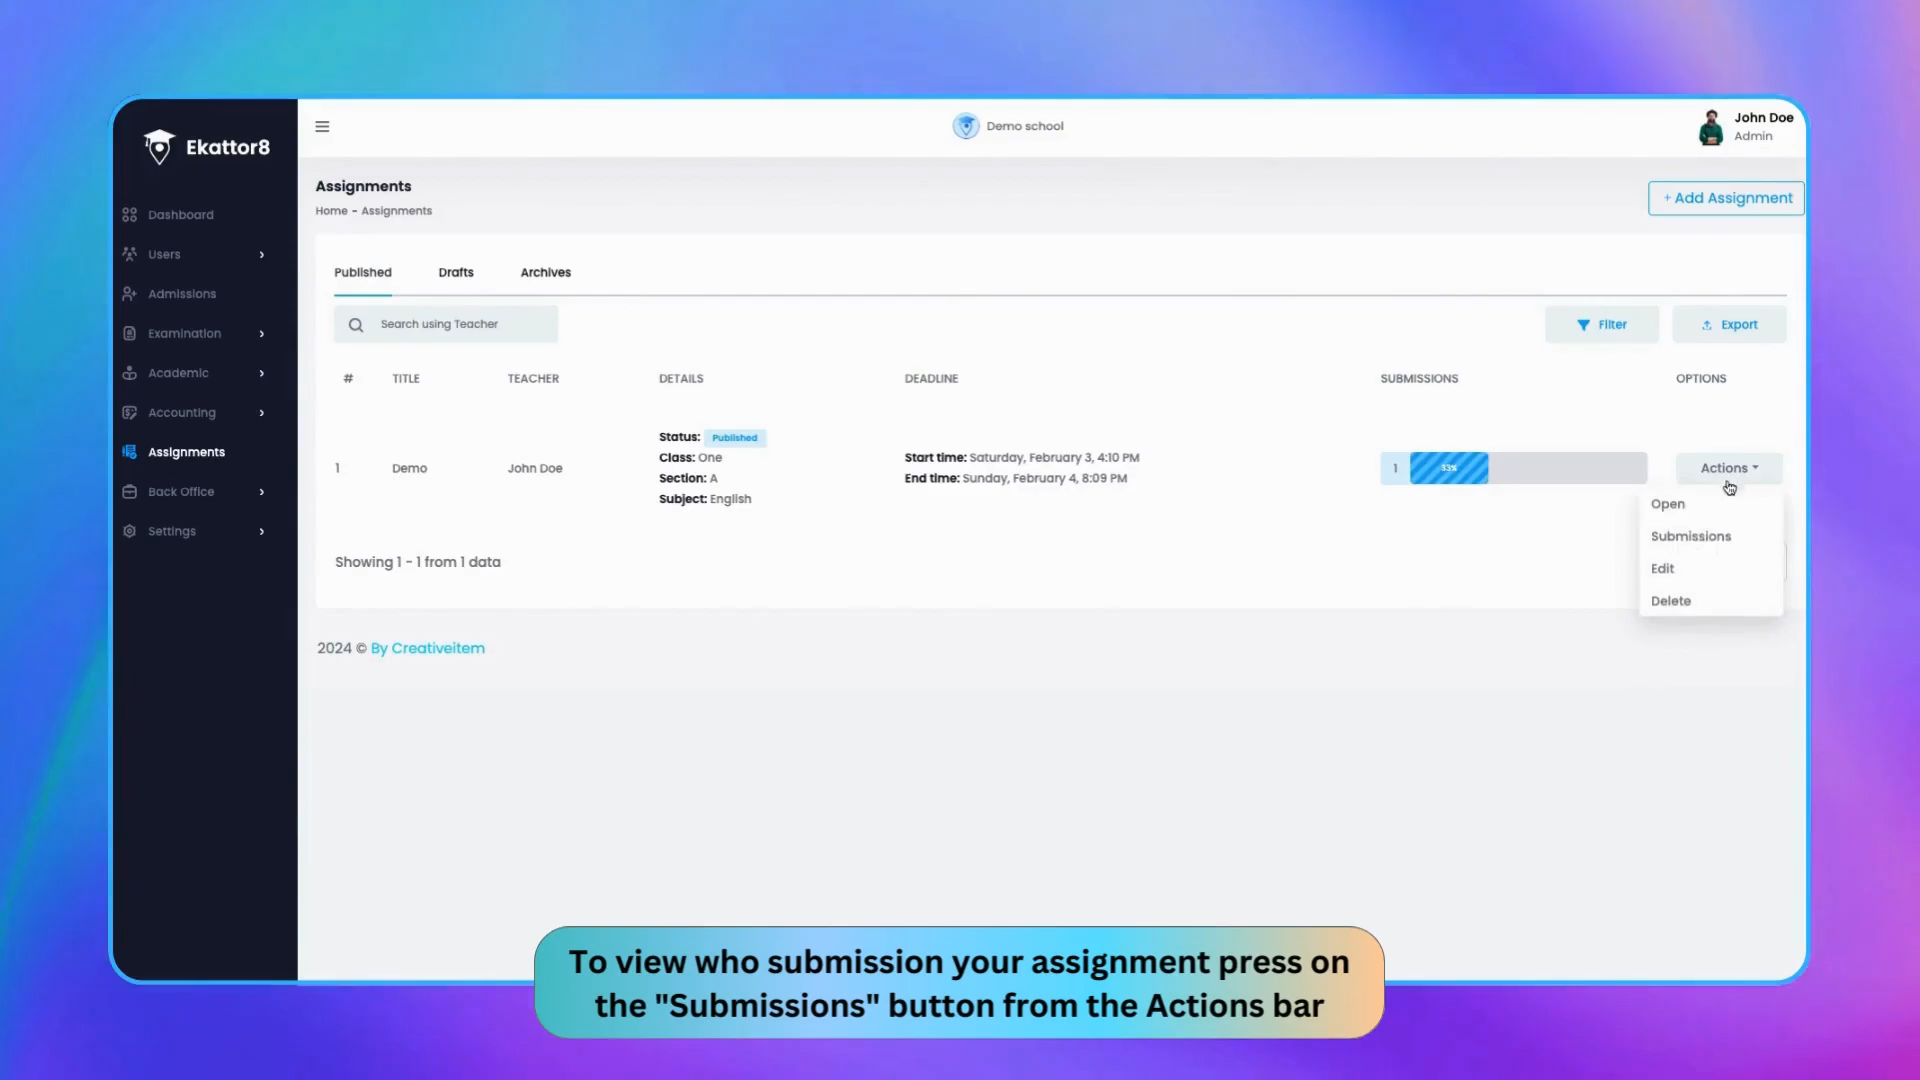 Ekattor8
Demo school
John Doe
Admin
Dashboard
Users
Admissions
Examination
Academic
Accounting
Assignments
Back Office
Settings
Assignments
Home - Assignments
+ Add Assignment
Published Drafts Archives
Search using Teacher
Filter
Export
# TITLE TEACHER DETAILS DEADLINE SUBMISSIONS OPTIONS
1 Demo John Doe
Status: Published
Class: One
Section: A
Subject: English
Start time: Saturday, February 3, 4:10 PM
End time: Sunday, February 4, 8:09 PM
1 33%
Actions
Open
Submissions
Edit
Delete
Showing 1 - 1 from 1 data
2024 © By Creativeitem
To view who submission your assignment press on
the "Submissions" button from the Actions bar